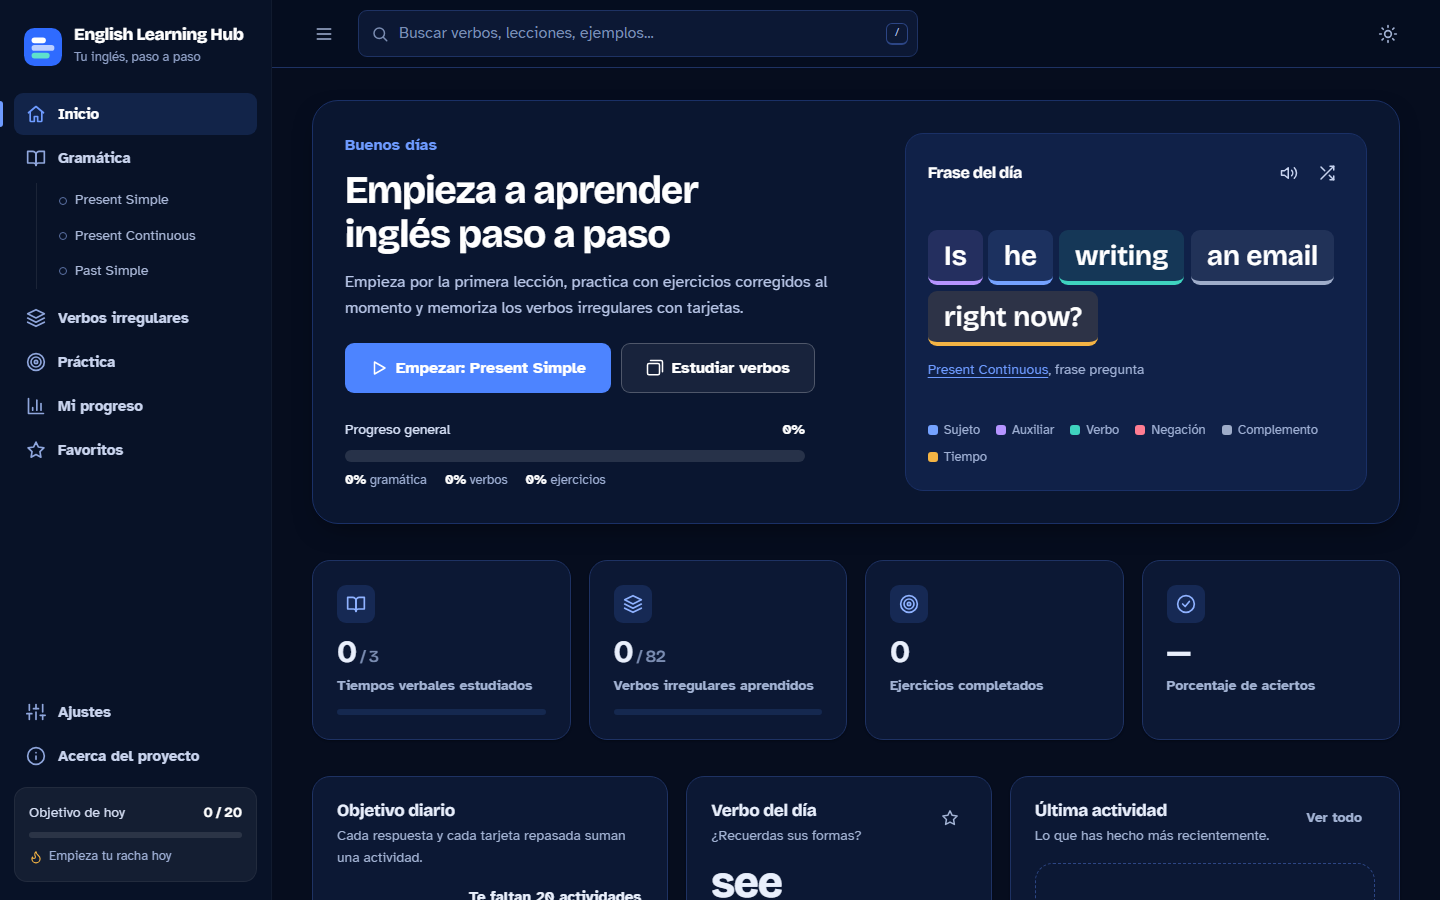 English Learning Hub
Tu inglés, paso a paso
Inicio
Gramática
Present Simple
Present Continuous
Past Simple
Verbos irregulares
Práctica
Mi progreso
Favoritos
Ajustes
Acerca del proyecto
Objetivo de hoy 0 / 20
Empieza tu racha hoy
Buscar verbos, lecciones, ejemplos... /
Buenos días
Empieza a aprender
inglés paso a paso
Empieza por la primera lección, practica con ejercicios corregidos al
momento y memoriza los verbos irregulares con tarjetas.
Empezar: Present Simple Estudiar verbos
Progreso general 0%
0% gramática 0% verbos 0% ejercicios
Frase del día
Is he writing an email
right now?
Present Continuous, frase pregunta
Sujeto Auxiliar Verbo Negación Complemento
Tiempo
0 / 3
Tiempos verbales estudiados
0 / 82
Verbos irregulares aprendidos
0
Ejercicios completados
—
Porcentaje de aciertos
Objetivo diario
Cada respuesta y cada tarjeta repasada suman
una actividad.
Te faltan 20 actividades
Verbo del día
¿Recuerdas sus formas?
see
Última actividad
Lo que has hecho más recientemente.
Ver todo